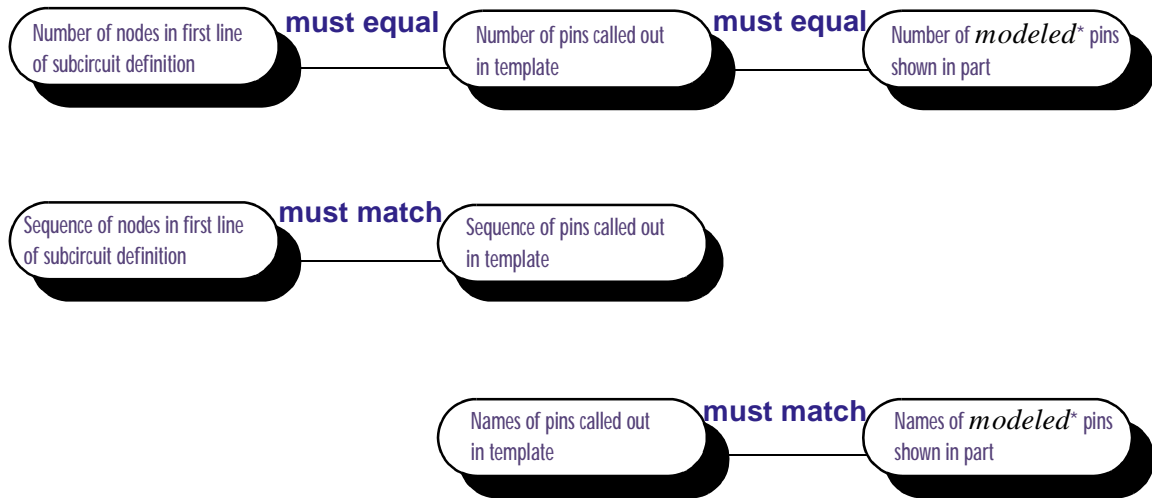 Number of nodes in first line
of subcircuit definition
must equal
Number of pins called out
in template
must equal
Number of modeled* pins
shown in part
Sequence of nodes in first line
of subcircuit definition
must match
Sequence of pins called out
in template
Names of pins called out
in template
must match
Names of modeled* pins
shown in part